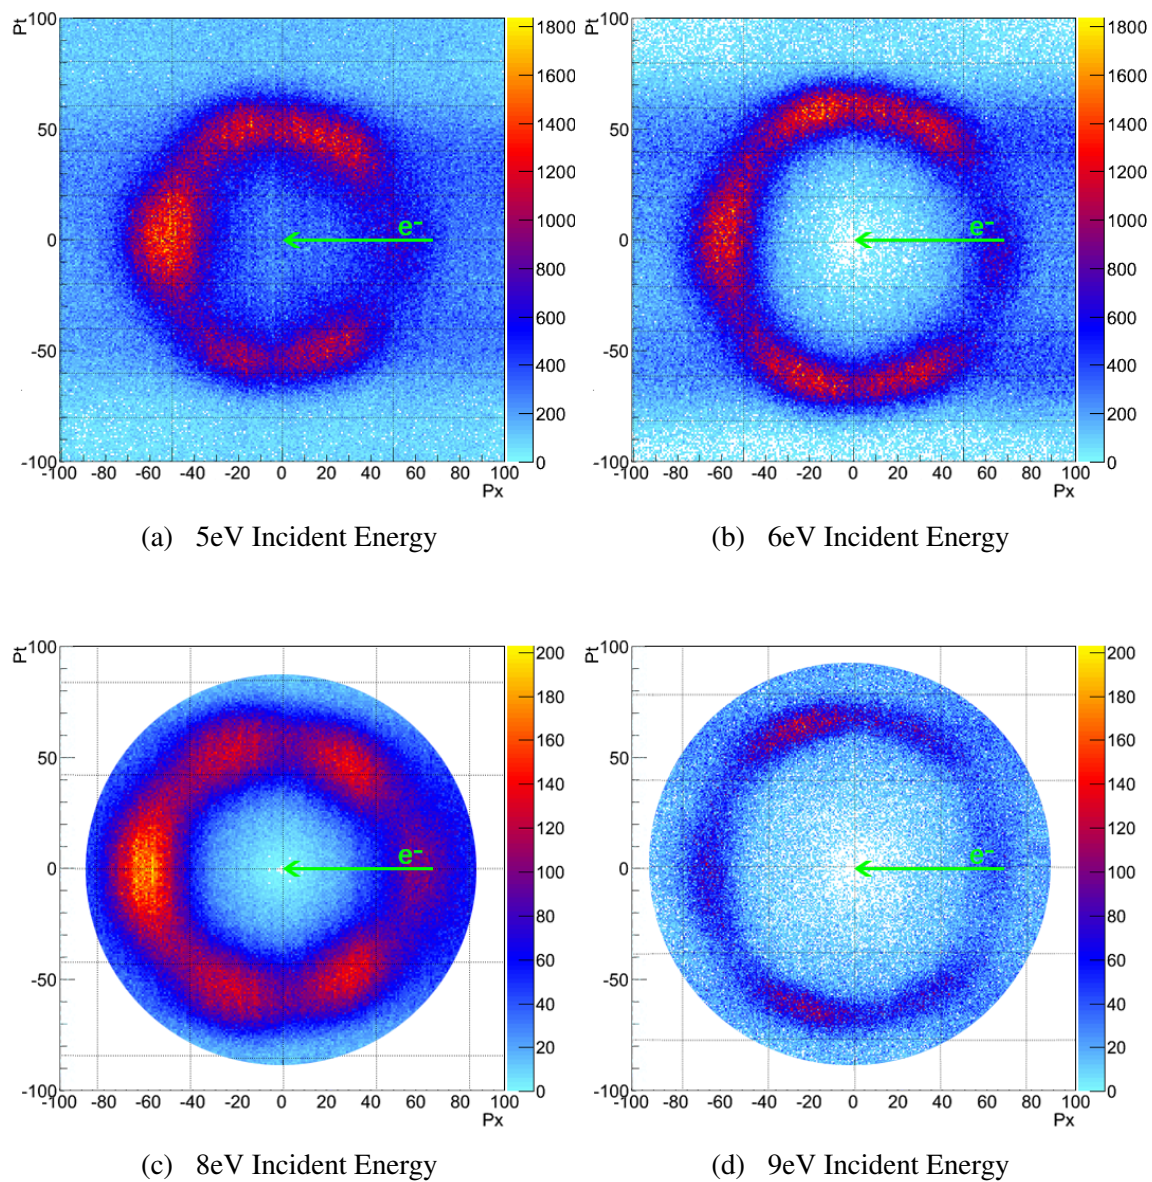 Pt 100 50 0 -50 -100
-100 -80 -60 -40 -20 0 20 40 60 80 100
Px
e⁻
1800 1600 1400 1200 1000 800 600 400 200 0
(a) 5eV Incident Energy
Pt 100 50 0 -50 -100
-100 -80 -60 -40 -20 0 20 40 60 80 100
Px
e⁻
1800 1600 1400 1200 1000 800 600 400 200 0
(b) 6eV Incident Energy
Pt 100 50 0 -50 -100
-100 -80 -60 -40 -20 0 20 40 60 80 100
Px
e⁻
200 180 160 140 120 100 80 60 40 20 0
(c) 8eV Incident Energy
Pt 100 50 0 -50 -100
-100 -80 -60 -40 -20 0 20 40 60 80 100
Px
e⁻
200 180 160 140 120 100 80 60 40 20 0
(d) 9eV Incident Energy